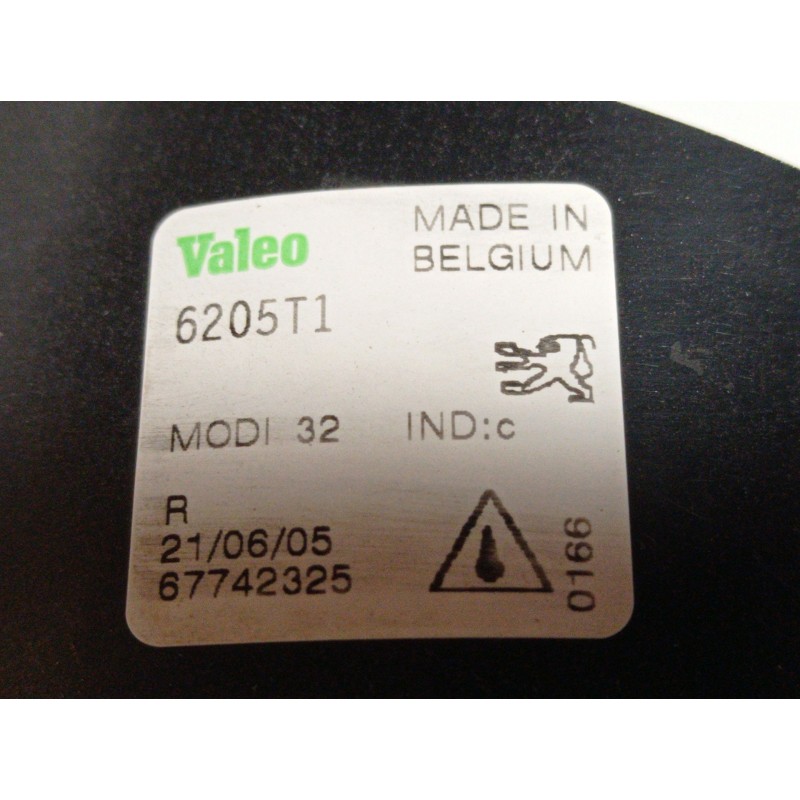 Valeo
MADE IN
BELGIUM
6205T1
MODI 32 IND:c
R
21/06/05
67742325
0166